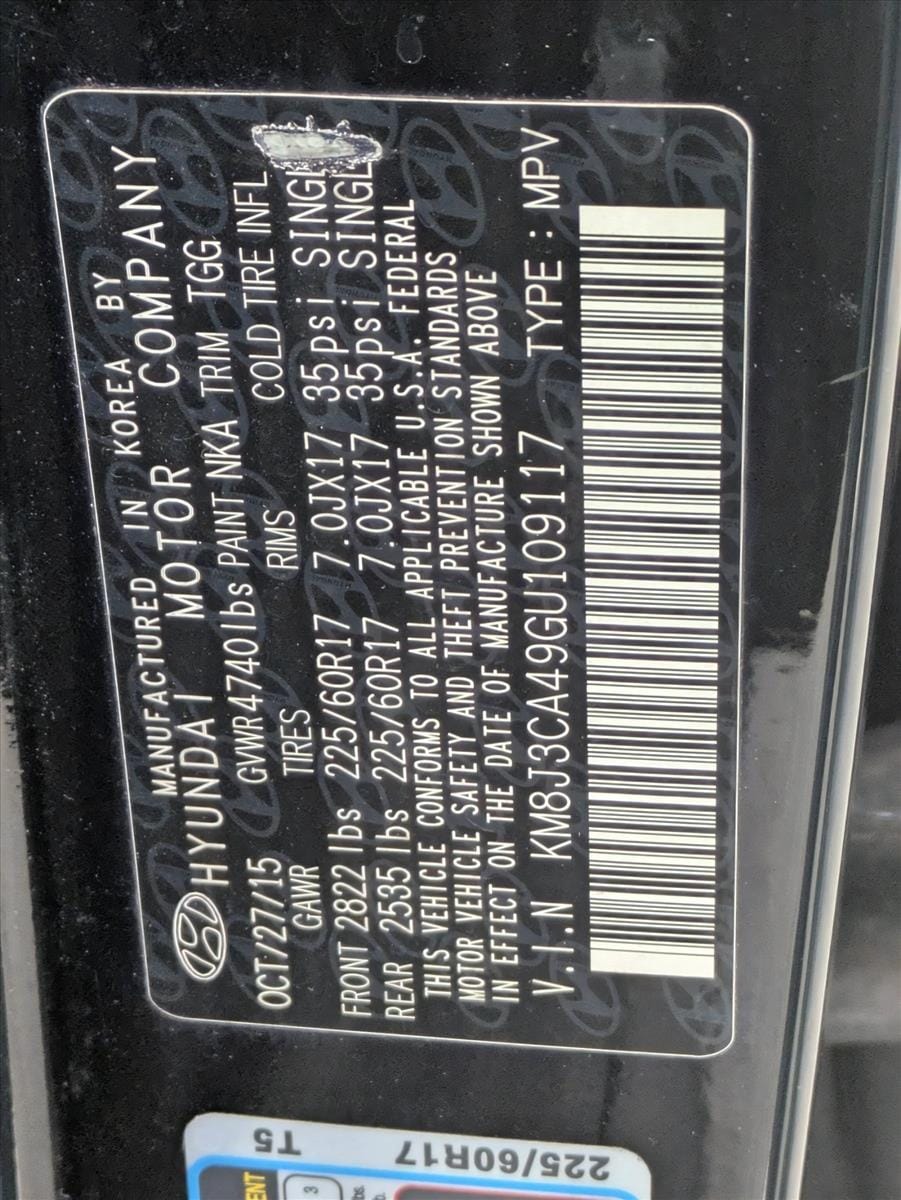 MANUFACTURED IN KOREA BY
HYUNDAI MOTOR COMPANY
OCT/27/15 GVWR 4740lbs PAINT NKA TRIM TGG
GAWR TIRES RIMS COLD TIRE INFL
FRONT 2822 lbs 225/60R17 7.0JX17 35psi SINGL
REAR 2535 lbs 225/60R17 7.0JX17 35psi SINGL
THIS VEHICLE CONFORMS TO ALL APPLICABLE U.S.A. FEDERAL
MOTOR VEHICLE SAFETY AND THEFT PREVENTION STANDARDS
IN EFFECT ON THE DATE OF MANUFACTURE SHOWN ABOVE
V.I.N KM8J3CA49GU109117 TYPE : MPV
225/60R17
T5
3